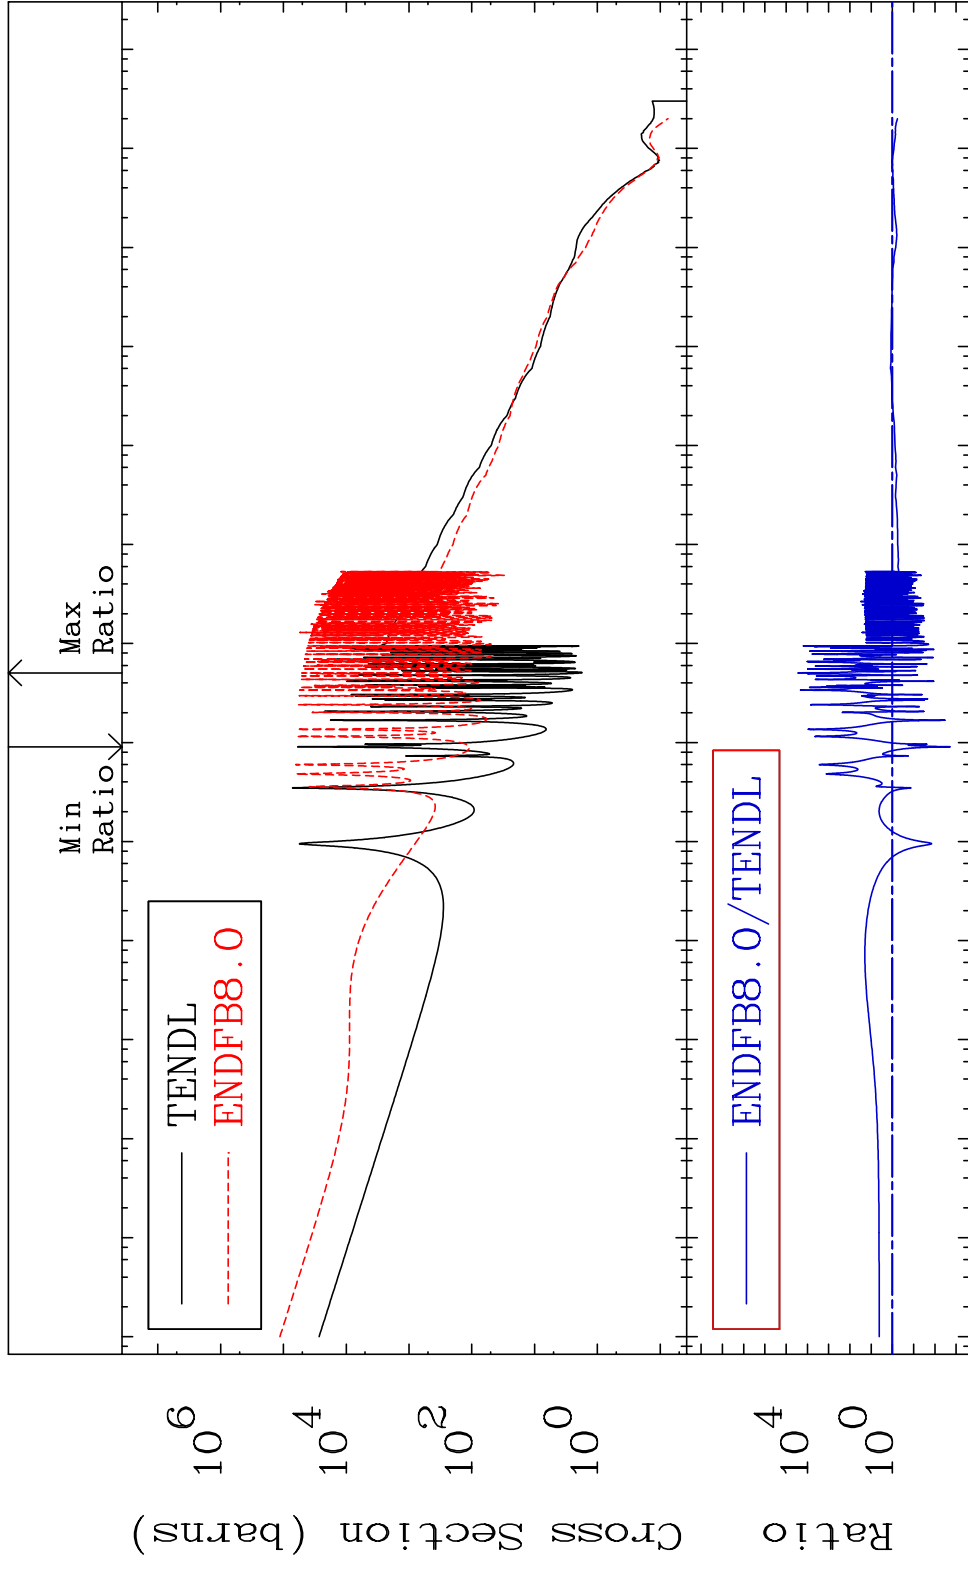 Min
Ratio
Max
Ratio
TENDL
ENDFB8.0
10^6
10^4
10^2
10^0
Cross Section (barns)
ENDFB8.0/TENDL
10^4
10^0
Ratio